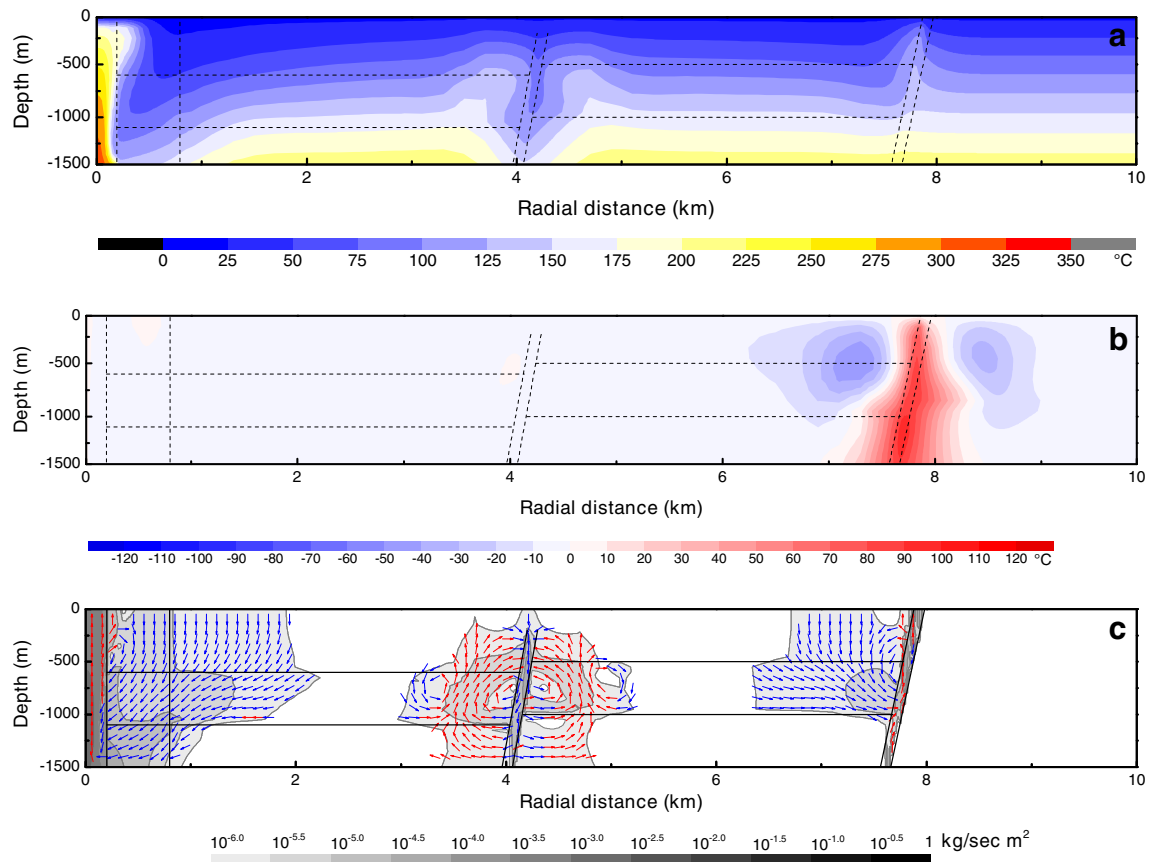 a
Depth (m)
0
-500
-1000
-1500
0 2 4 6 8 10
Radial distance (km)
0 25 50 75 100 125 150 175 200 225 250 275 300 325 350 °C
b
Depth (m)
0
-500
-1000
-1500
0 2 4 6 8 10
Radial distance (km)
-120 -110 -100 -90 -80 -70 -60 -50 -40 -30 -20 -10 0 10 20 30 40 50 60 70 80 90 100 110 120 °C
c
Depth (m)
0
-500
-1000
-1500
0 2 4 6 8 10
Radial distance (km)
10^-6.0 10^-5.5 10^-5.0 10^-4.5 10^-4.0 10^-3.5 10^-3.0 10^-2.5 10^-2.0 10^-1.5 10^-1.0 10^-0.5 1 kg/sec m²